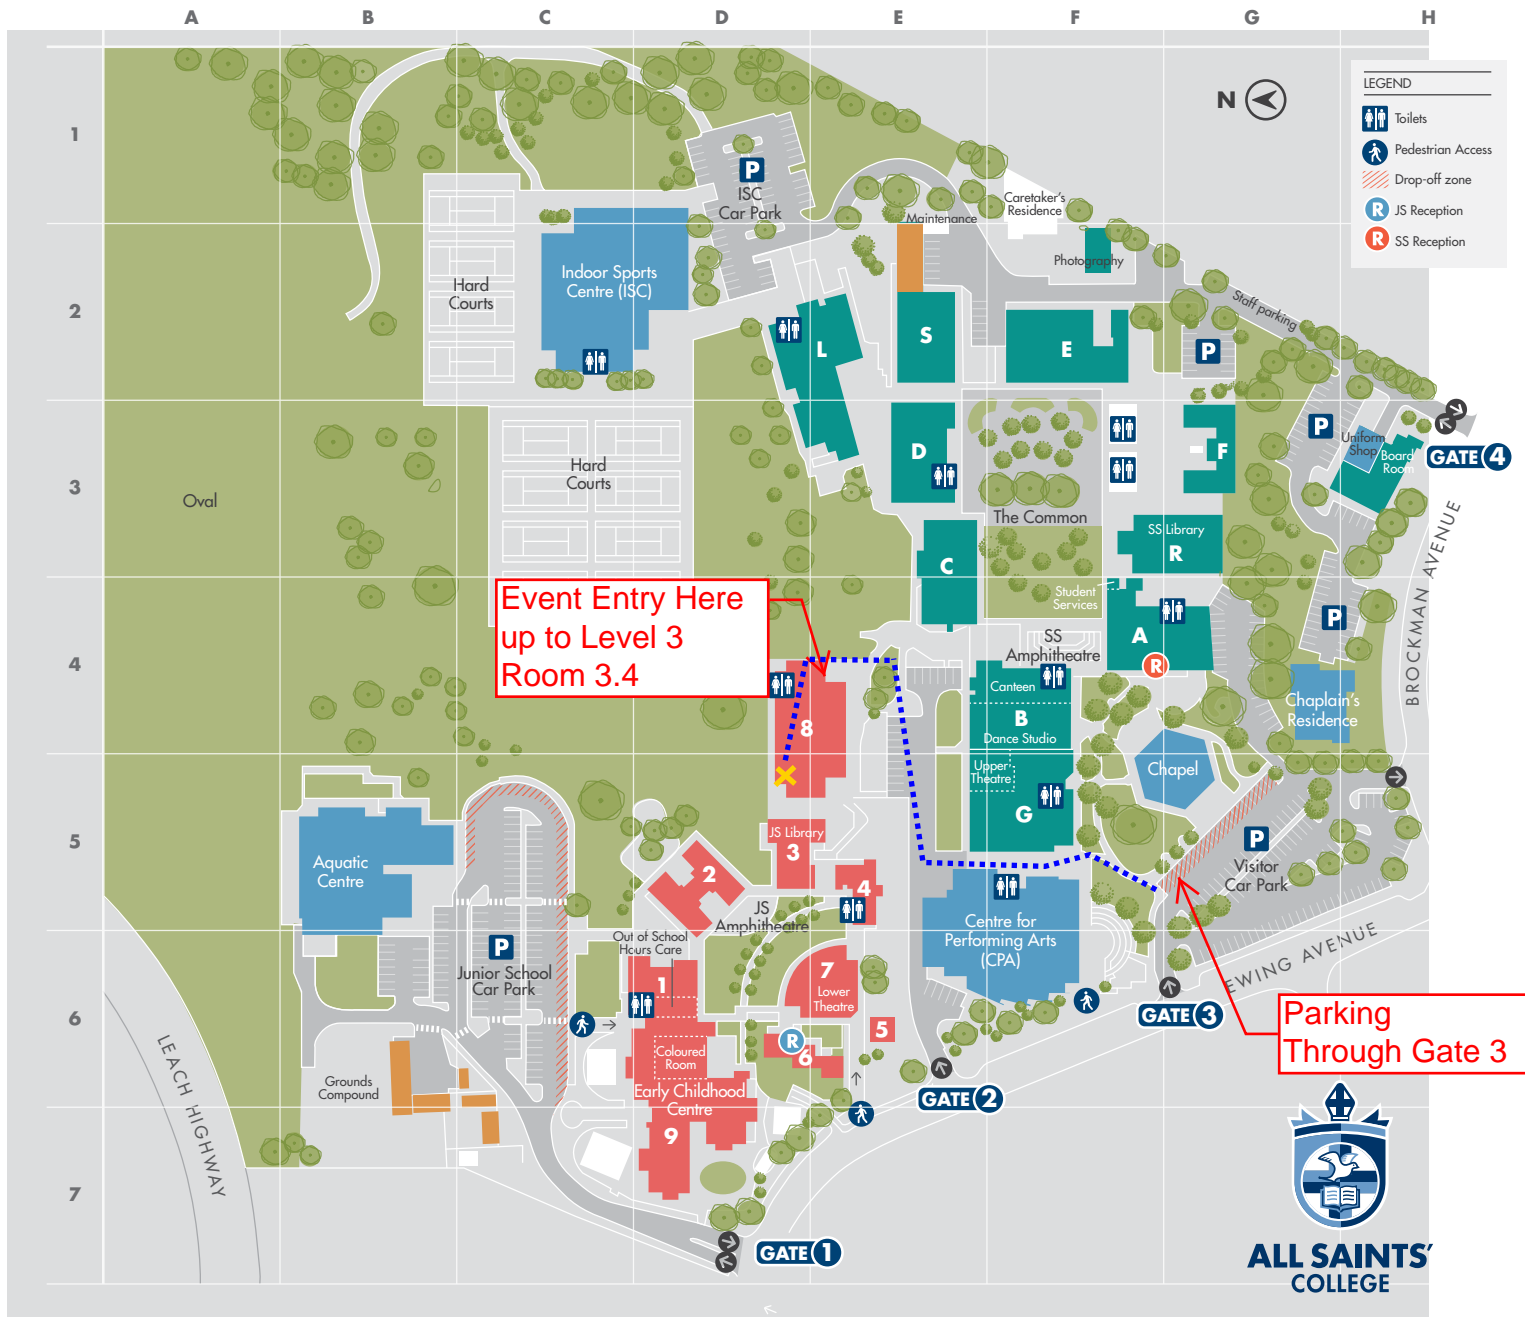 A B C D E F G H
1
2
3
4
5
6
7
N
LEGEND
Toilets
Pedestrian Access
Drop-off zone
R JS Reception
R SS Reception
P
ISC
Car Park
Caretaker's
Residence
Maintenance
Photography
Staff parking
Hard
Courts
Indoor Sports
Centre (ISC)
L
S
E
P
Hard
Courts
D
F
P
Uniform
Shop
Board
Room
GATE 4
Oval
The Common
SS Library
R
C
Student
Services
A
P
BROCKMAN AVENUE
Event Entry Here
up to Level 3
Room 3.4
SS
Amphitheatre
R
Canteen
B
Dance Studio
Upper
Theatre
G
8
Chaplain's
Residence
Chapel
P
Visitor
Car Park
Aquatic
Centre
JS Library
3
2
4
JS
Amphitheatre
Out of School
Hours Care
1
7
Lower
Theatre
5
R
6
Centre for
Performing Arts
(CPA)
P
Junior School
Car Park
EWING AVENUE
GATE 3
Parking
Through Gate 3
Coloured
Room
Early Childhood
Centre
9
Grounds
Compound
GATE 2
LEACH HIGHWAY
GATE 1
ALL SAINTS'
COLLEGE